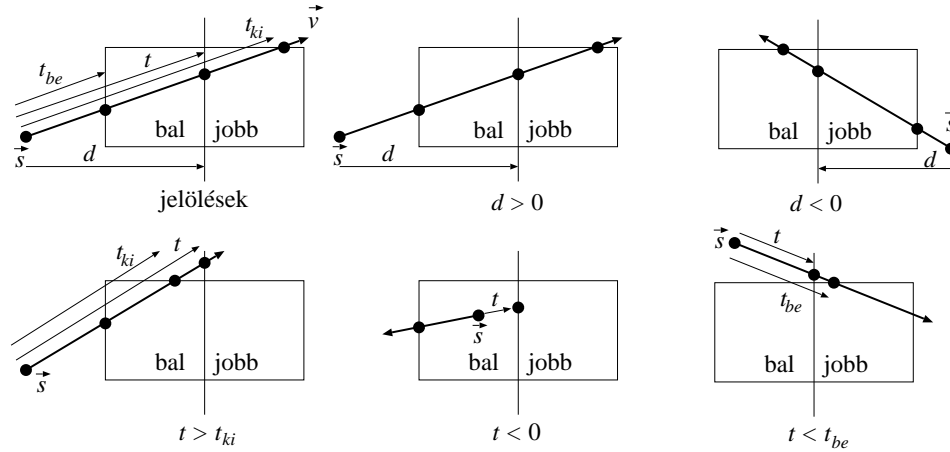 t_ki
v
t
t_be
bal jobb
s
d
jelölések
bal jobb
s
d
d > 0
bal jobb
s
d
d < 0
t_ki
t
bal jobb
s
t > t_ki
t
s
bal jobb
t < 0
s
t
t_be
bal jobb
t < t_be